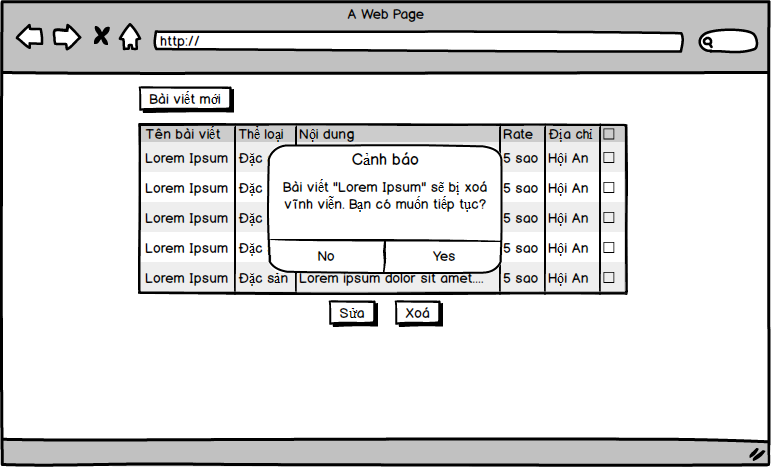 A Web Page
http://
Bài viết mới
Tên bài viết Thể loại Nội dung Rate Địa chỉ
Lorem Ipsum Đặc 5 sao Hội An
Lorem Ipsum Đặc 5 sao Hội An
Lorem Ipsum Đặc 5 sao Hội An
Lorem Ipsum Đặc 5 sao Hội An
Lorem Ipsum Đặc sản Lorem ipsum dolor sit amet.... 5 sao Hội An
Cảnh báo
Bài viết "Lorem Ipsum" sẽ bị xoá
vĩnh viễn. Bạn có muốn tiếp tục?
No Yes
Sửa Xoá